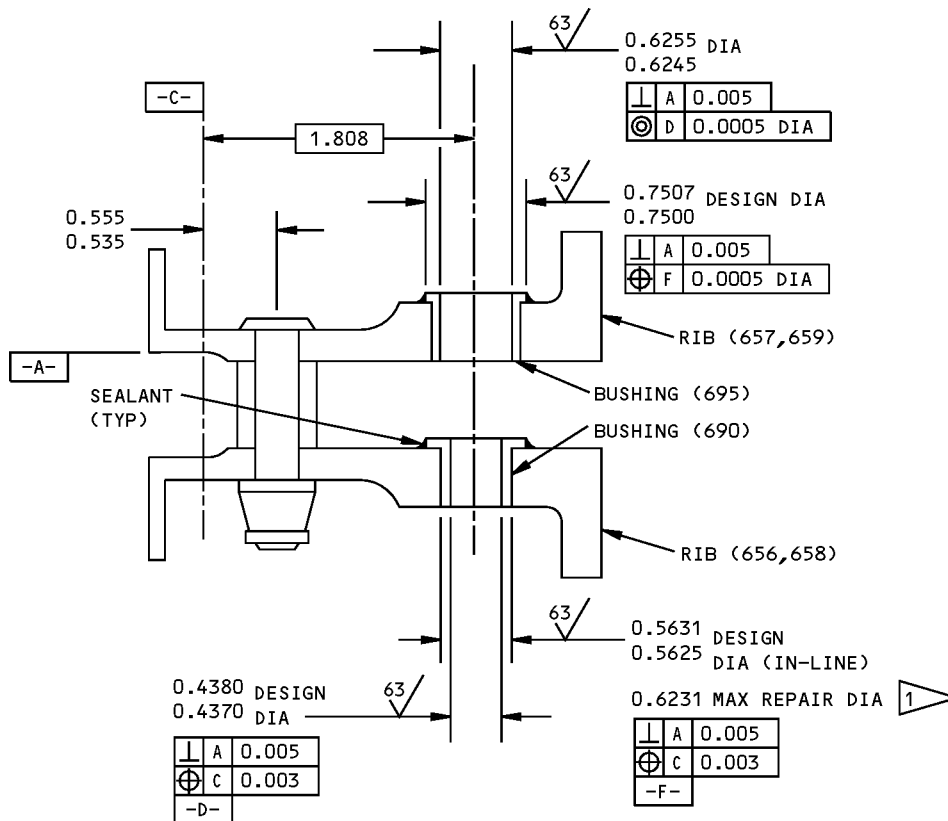 63
0.6255 DIA
0.6245
⊥ A 0.005
◎ D 0.0005 DIA
-C-
1.808
63
0.7507 DESIGN DIA
0.7500
⊥ A 0.005
⌖ F 0.0005 DIA
0.555
0.535
RIB (657,659)
-A-
SEALANT
(TYP)
BUSHING (695)
BUSHING (690)
RIB (656,658)
63
0.5631 DESIGN
0.5625 DIA (IN-LINE)
0.6231 MAX REPAIR DIA 1
⊥ A 0.005
⌖ C 0.003
-F-
0.4380 DESIGN
0.4370 DIA
63
⊥ A 0.005
⌖ C 0.003
-D-